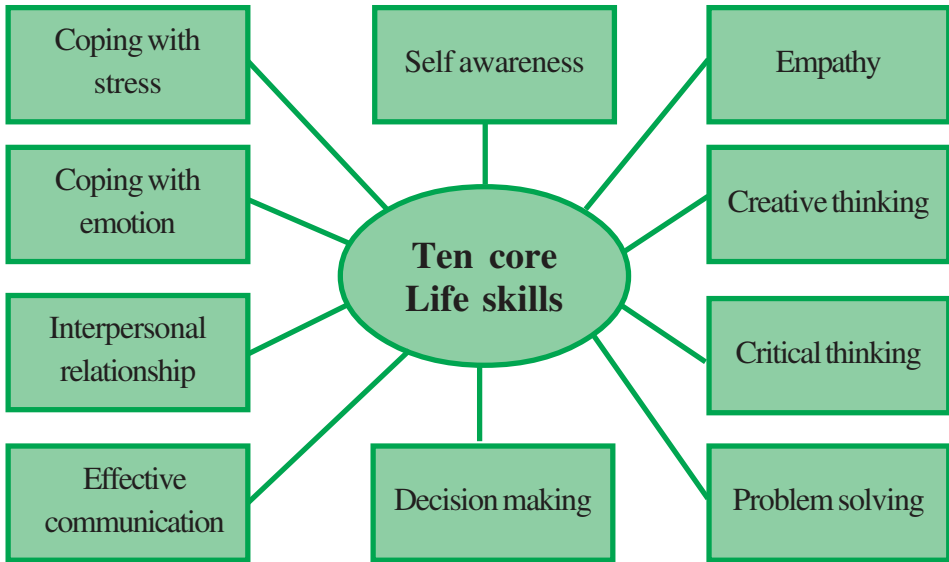 Coping with
stress
Self awareness
Empathy
Coping with
emotion
Creative thinking
Ten core
Life skills
Interpersonal
relationship
Critical thinking
Effective
communication
Decision making
Problem solving